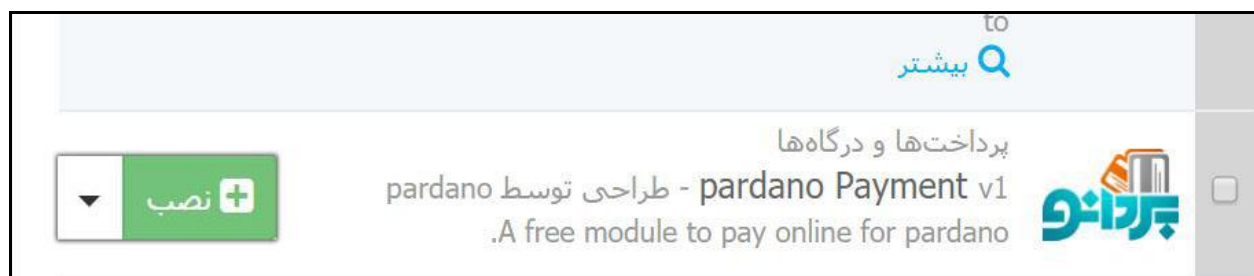 to
بیشتر
پرداخت‌ها و درگاه‌ها
pardano Payment v1 - طراحی توسط pardano
A free module to pay online for pardano.
پردانو
نصب